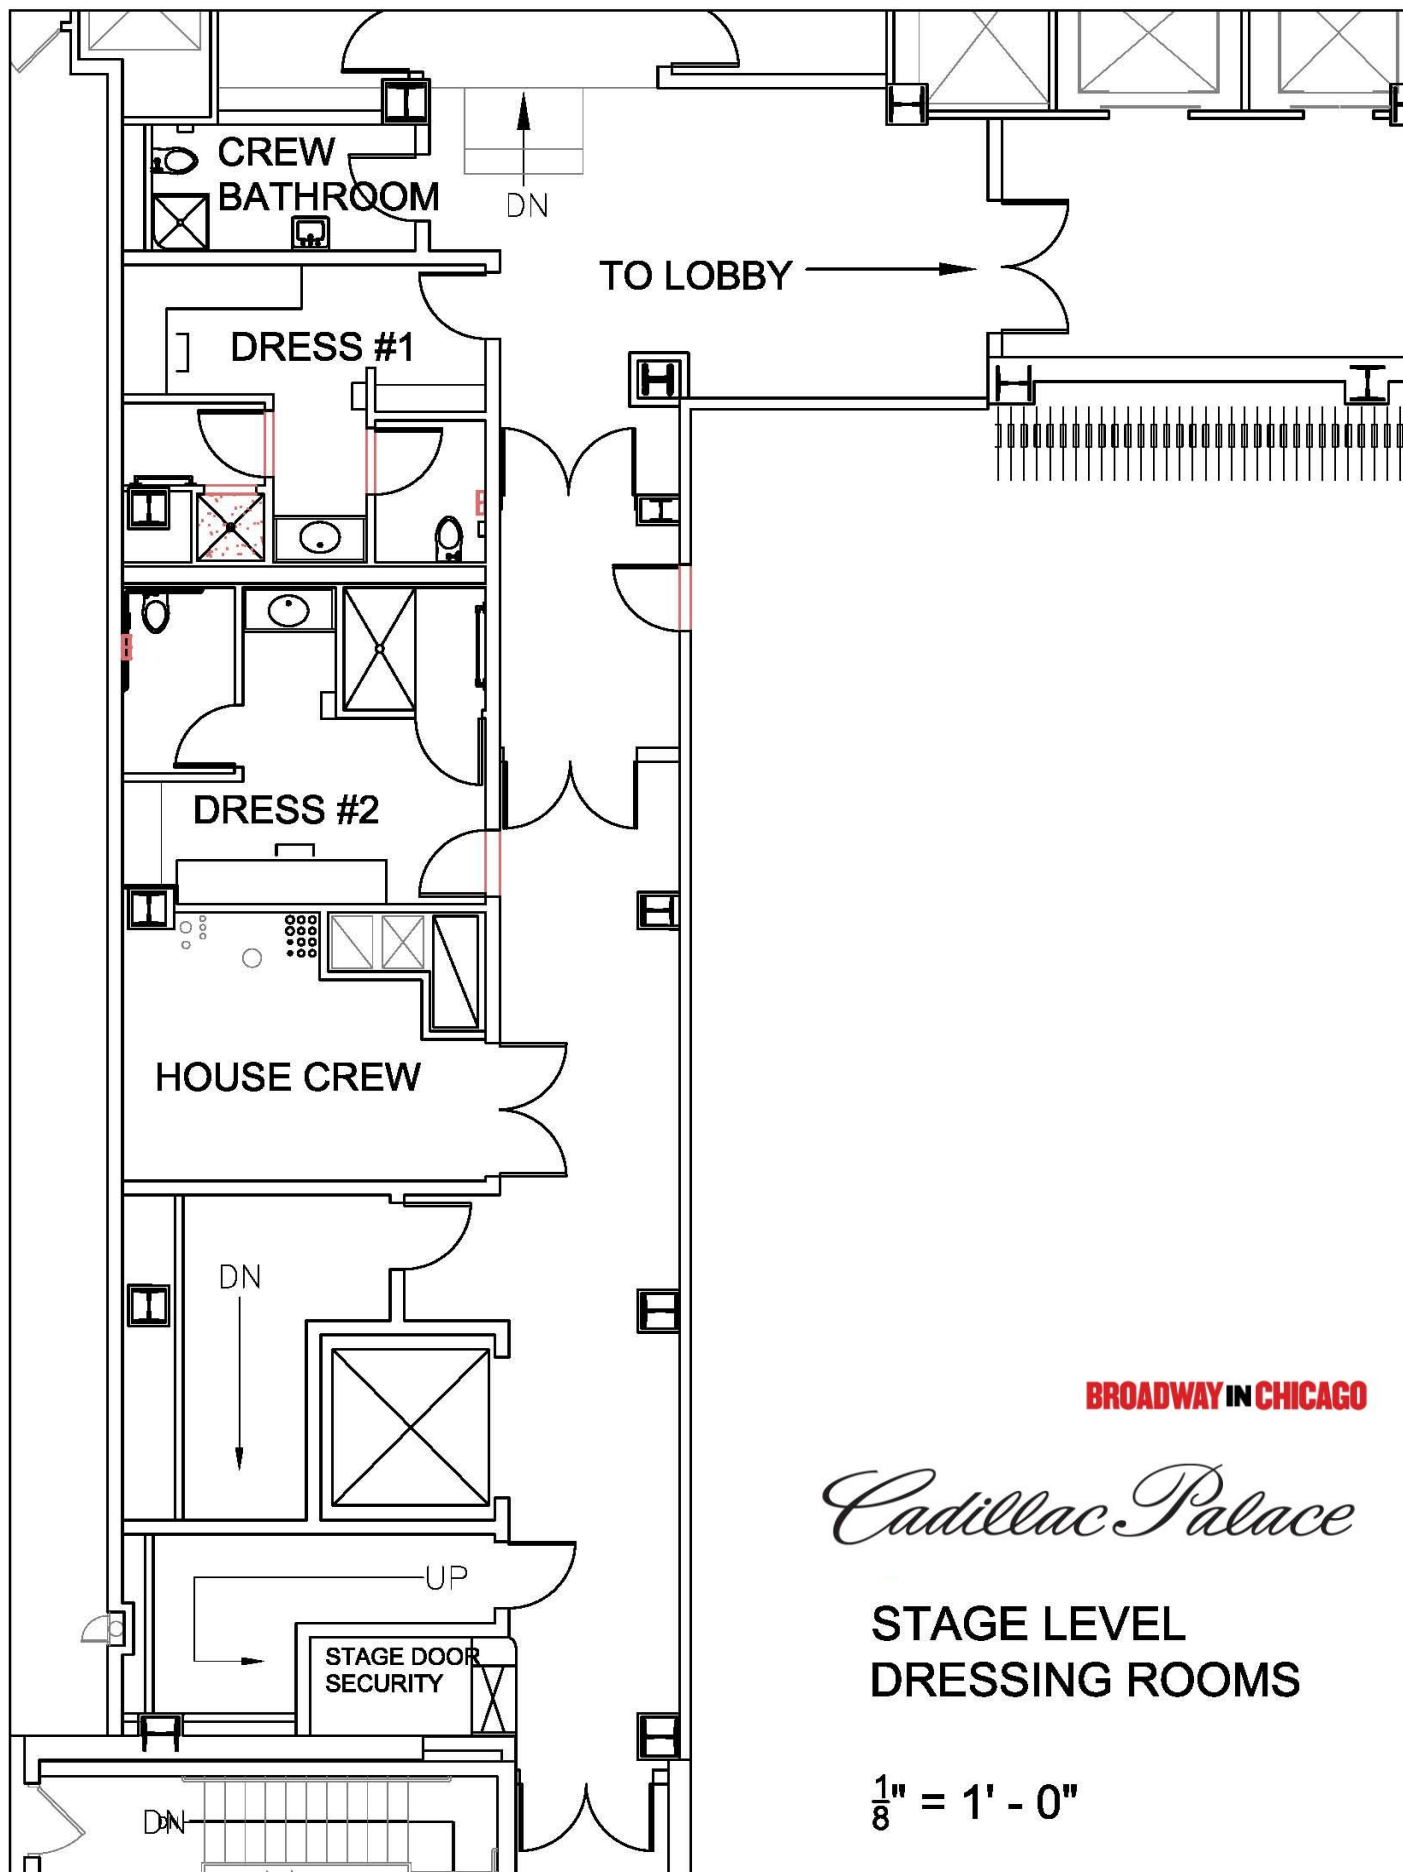 CREW
BATHROOM
DN
TO LOBBY
DRESS #1
DRESS #2
HOUSE CREW
DN
UP
STAGE DOOR
SECURITY
DN
BROADWAY IN CHICAGO
Cadillac Palace
STAGE LEVEL
DRESSING ROOMS
1/8" = 1' - 0"